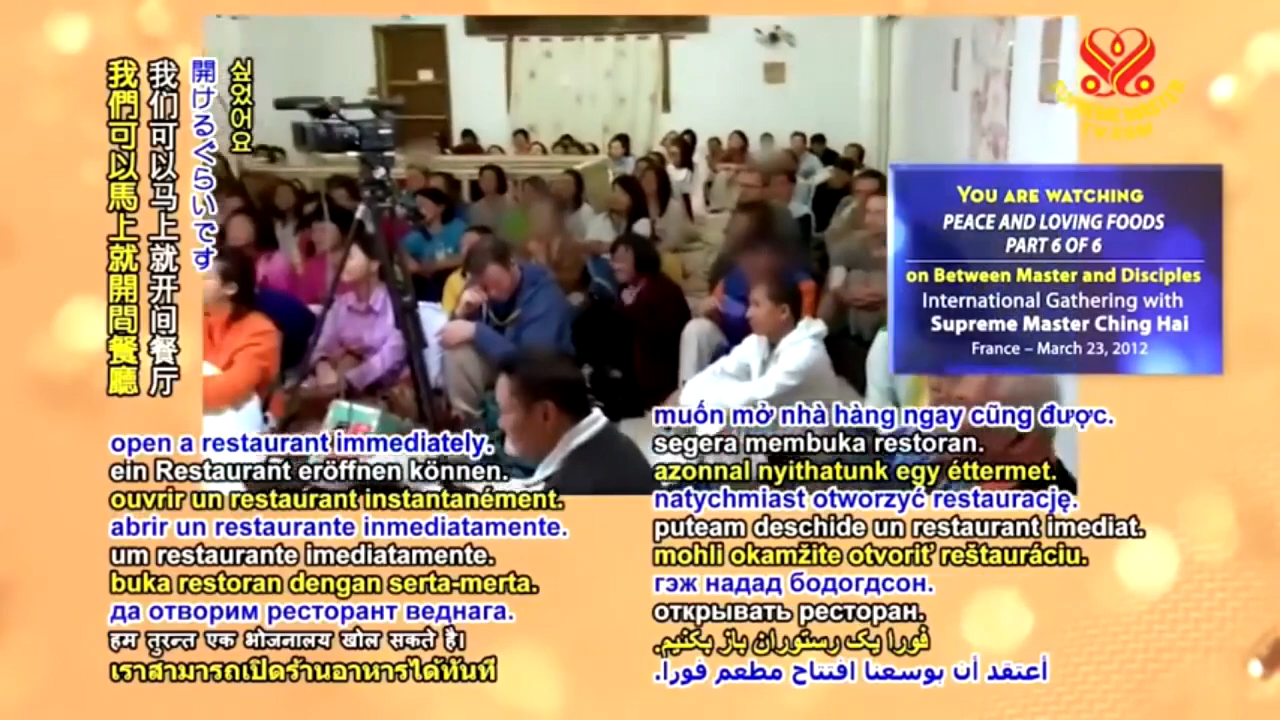 我們可以馬上就開間餐廳
我们可以马上就开间餐厅
開けるぐらいです
싶었어요
YOU ARE WATCHING
PEACE AND LOVING FOODS
PART 6 OF 6
on Between Master and Disciples
International Gathering with
Supreme Master Ching Hai
France – March 23, 2012
open a restaurant immediately.
ein Restaurant eröffnen können.
ouvrir un restaurant instantanément.
abrir un restaurante inmediatamente.
um restaurante imediatamente.
buka restoran dengan serta-merta.
да отворим ресторант веднага.
हम तुरन्त एक भोजनालय खोल सकते है।
เราสามารถเปิดร้านอาหารได้ทันที
muốn mở nhà hàng ngay cũng được.
segera membuka restoran.
azonnal nyithatunk egy éttermet.
natychmiast otworzyć restaurację.
puteam deschide un restaurant imediat.
mohli okamžite otvoriť reštauráciu.
гэж надад бодогдсон.
открывать ресторан.
فورا یک رستوران باز بکنیم.
أعتقد أن بوسعنا افتتاح مطعم فورا.